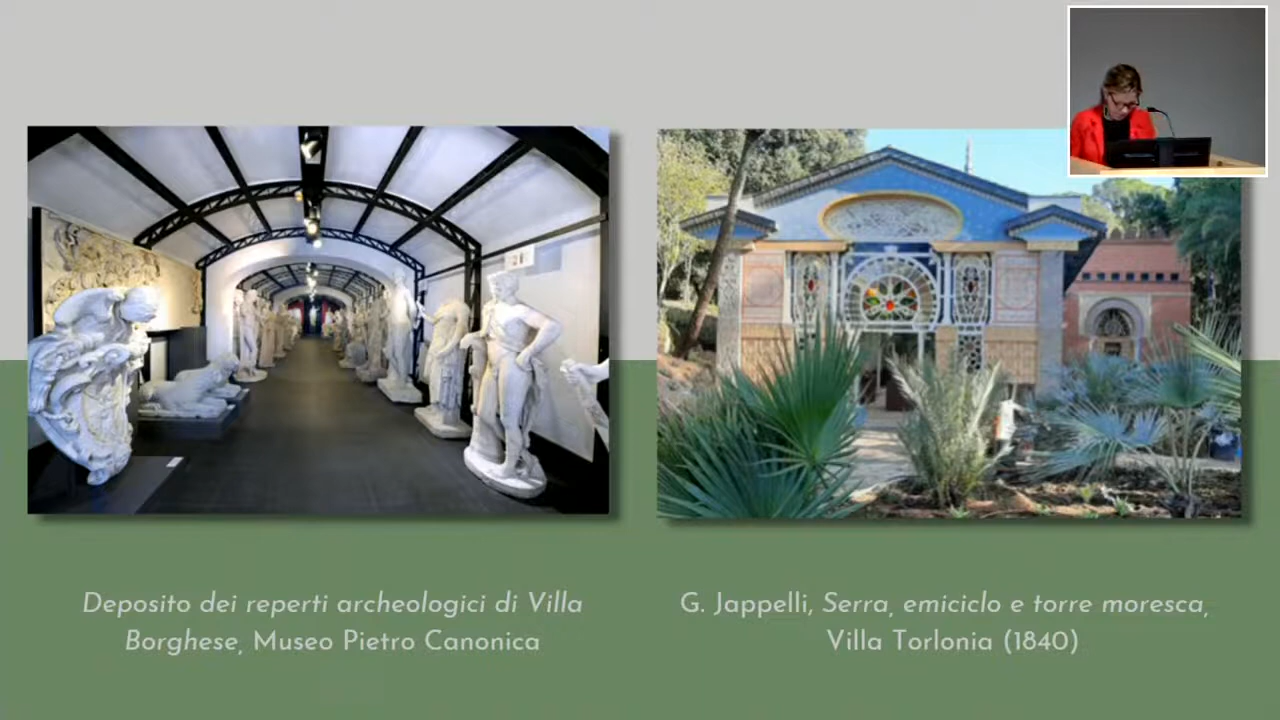 Deposito dei reperti archeologici di Villa
Borghese, Museo Pietro Canonica
G. Jappelli, Serra, emiciclo e torre moresca,
Villa Torlonia (1840)